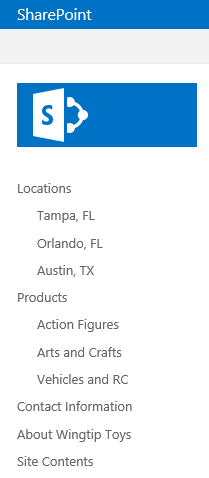 SharePoint
S
Locations
Tampa, FL
Orlando, FL
Austin, TX
Products
Action Figures
Arts and Crafts
Vehicles and RC
Contact Information
About Wingtip Toys
Site Contents